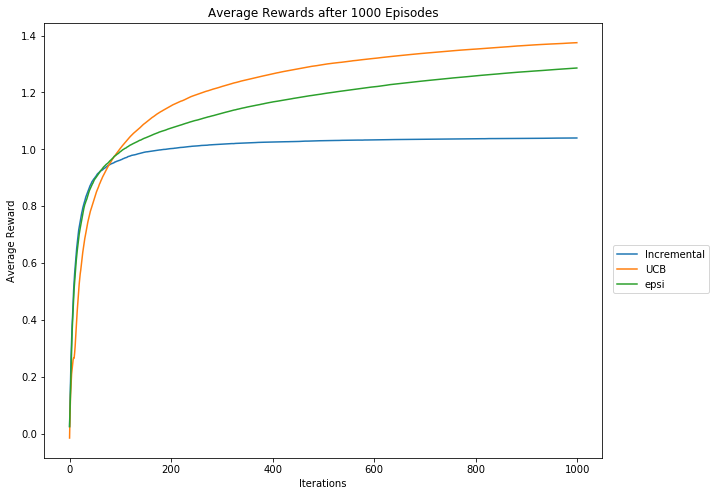 Average Rewards after 1000 Episodes
Average Reward
1.4
1.2
1.0
0.8
0.6
0.4
0.2
0.0
0 200 400 600 800 1000
Iterations
Incremental
UCB
epsi